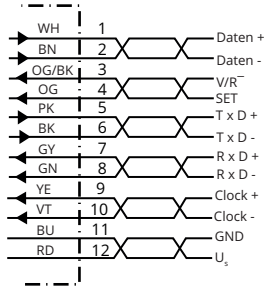 WH 1 Daten +
BN 2 Daten -
OG/BK 3 V/R¯
OG 4 SET
PK 5 T x D +
BK 6 T x D -
GY 7 R x D +
GN 8 R x D -
YE 9 Clock +
VT 10 Clock -
BU 11 GND
RD 12 Us